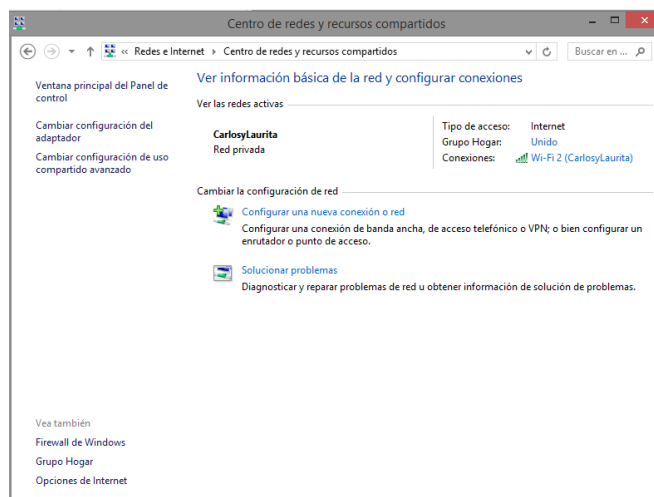 Centro de redes y recursos compartidos
« Redes e Internet ▸ Centro de redes y recursos compartidos
Buscar en ...
Ventana principal del Panel de
control
Cambiar configuración del
adaptador
Cambiar configuración de uso
compartido avanzado
Ver información básica de la red y configurar conexiones
Ver las redes activas
CarlosyLaurita
Red privada
Tipo de acceso: Internet
Grupo Hogar: Unido
Conexiones: Wi-Fi 2 (CarlosyLaurita)
Cambiar la configuración de red
Configurar una nueva conexión o red
Configurar una conexión de banda ancha, de acceso telefónico o VPN; o bien configurar un
enrutador o punto de acceso.
Solucionar problemas
Diagnosticar y reparar problemas de red u obtener información de solución de problemas.
Vea también
Firewall de Windows
Grupo Hogar
Opciones de Internet